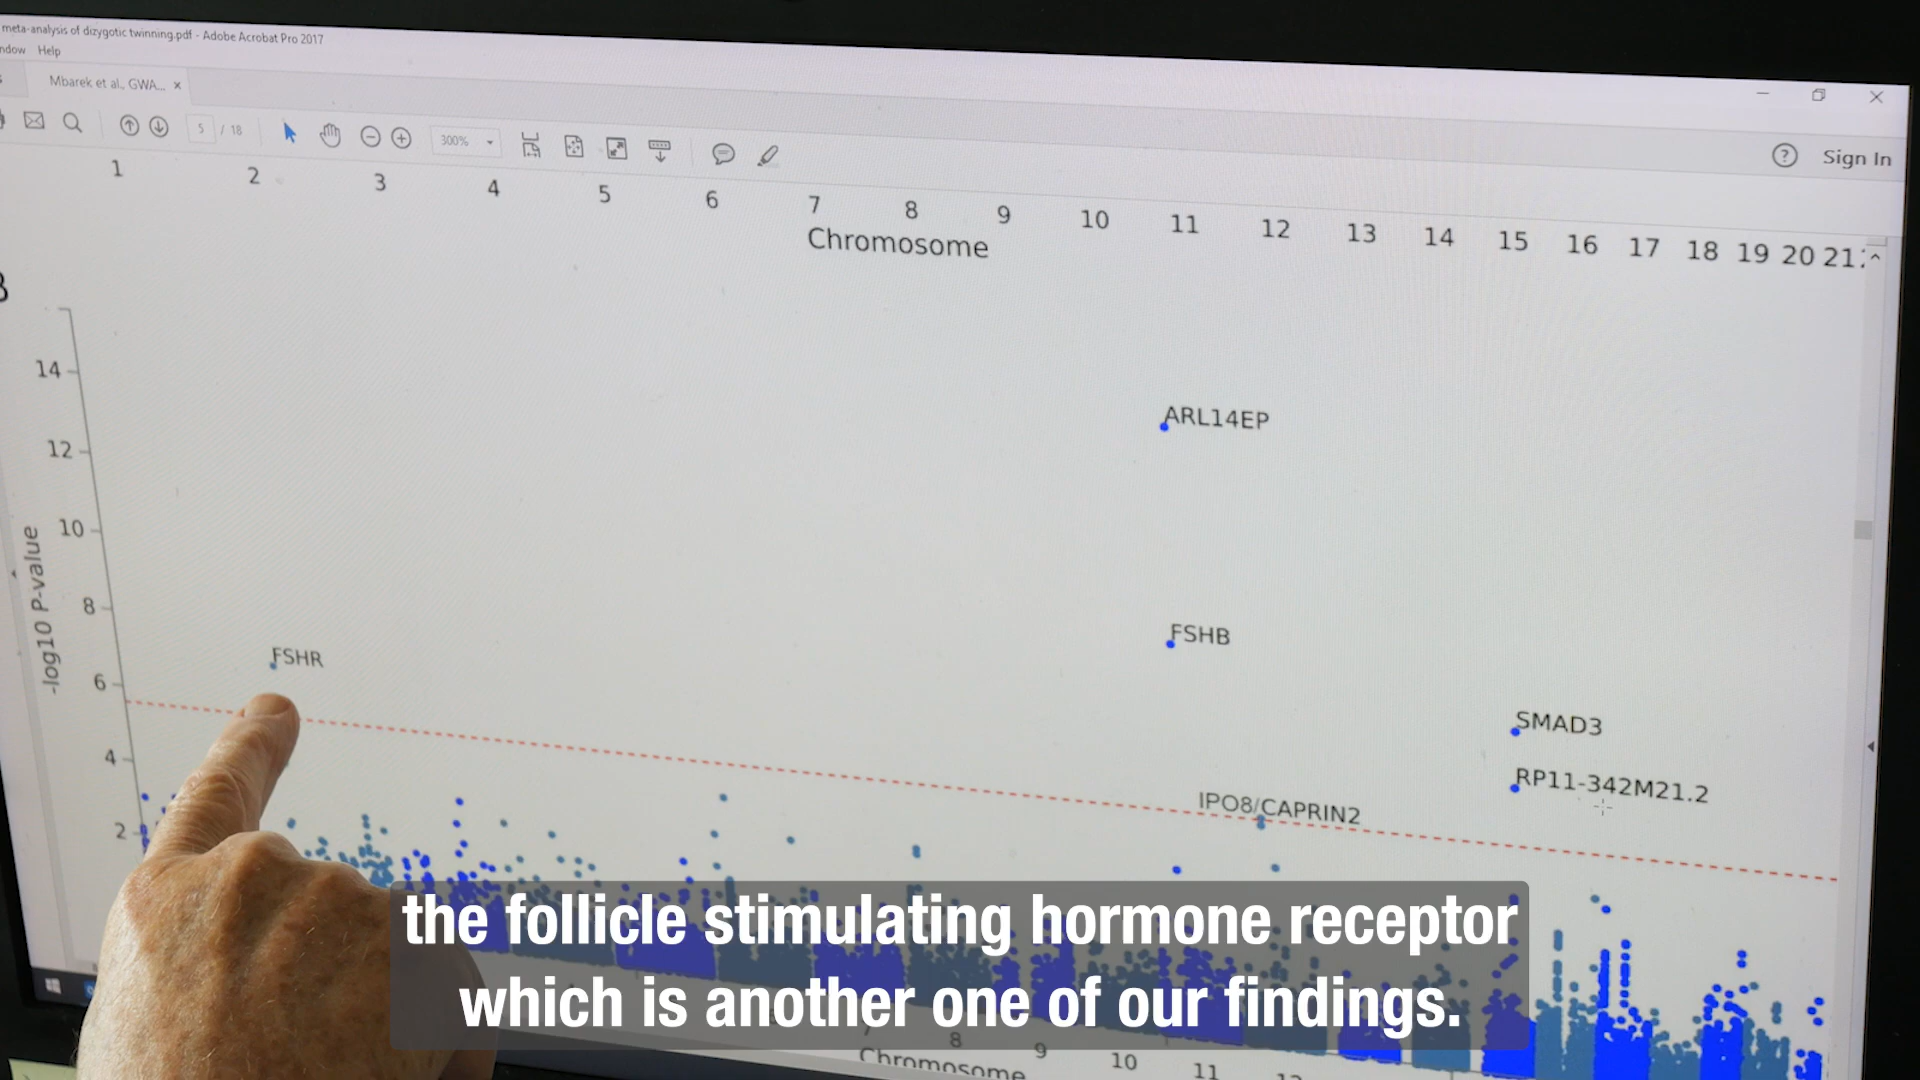 meta-analysis of dizygotic twinning.pdf - Adobe Acrobat Pro 2017
Help
Mbarek et al., GWA... ×
5 / 18
300%
Sign In
1 2 3 4 5 6 7 8 9 10 11 12 13 14 15 16 17 18 19 20 21
Chromosome
14
12
10
8
6
4
2
-log10 P-value
ARL14EP
FSHB
FSHR
SMAD3
RP11-342M21.2
IPO8/CAPRIN2
the follicle stimulating hormone receptor
which is another one of our findings.
8 9 10 11
Chromosome